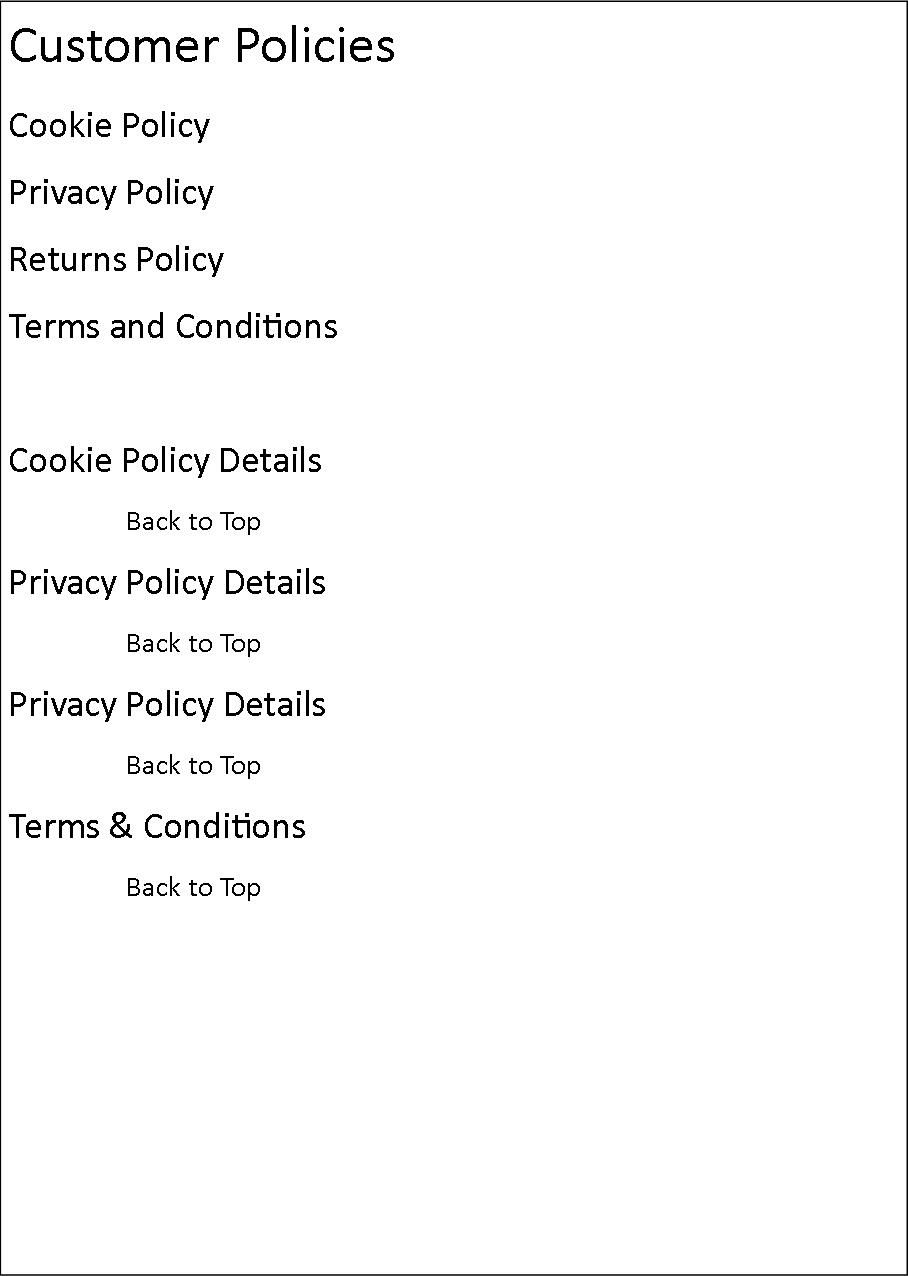 Customer Policies
Cookie Policy
Privacy Policy
Returns Policy
Terms and Conditions
Cookie Policy Details
Back to Top
Privacy Policy Details
Back to Top
Privacy Policy Details
Back to Top
Terms & Conditions
Back to Top